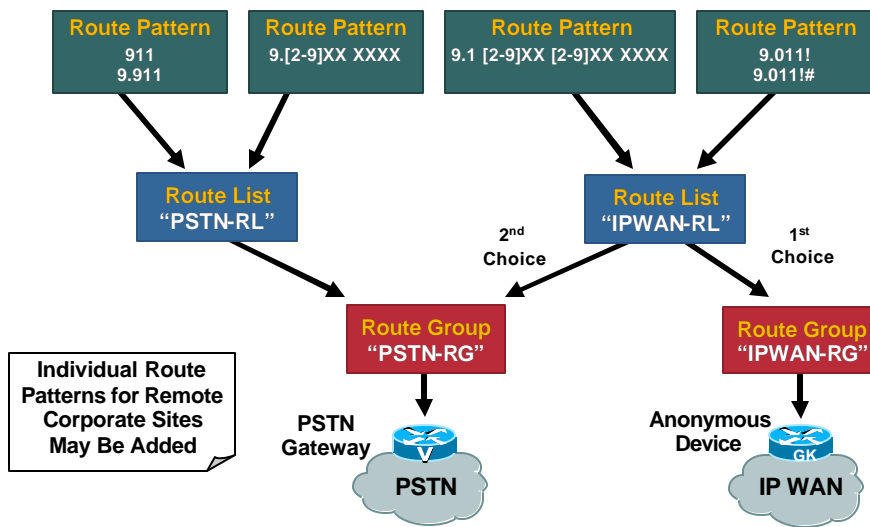 Route Pattern
911
9.911
Route Pattern
9.[2-9]XX XXXX
Route Pattern
9.1 [2-9]XX [2-9]XX XXXX
Route Pattern
9.011!
9.011!#
Route List
“PSTN-RL”
Route List
“IPWAN-RL”
2nd
Choice
1st
Choice
Route Group
“PSTN-RG”
Route Group
“IPWAN-RG”
Individual Route
Patterns for Remote
Corporate Sites
May Be Added
PSTN
Gateway
V
PSTN
Anonymous
Device
GK
IP WAN